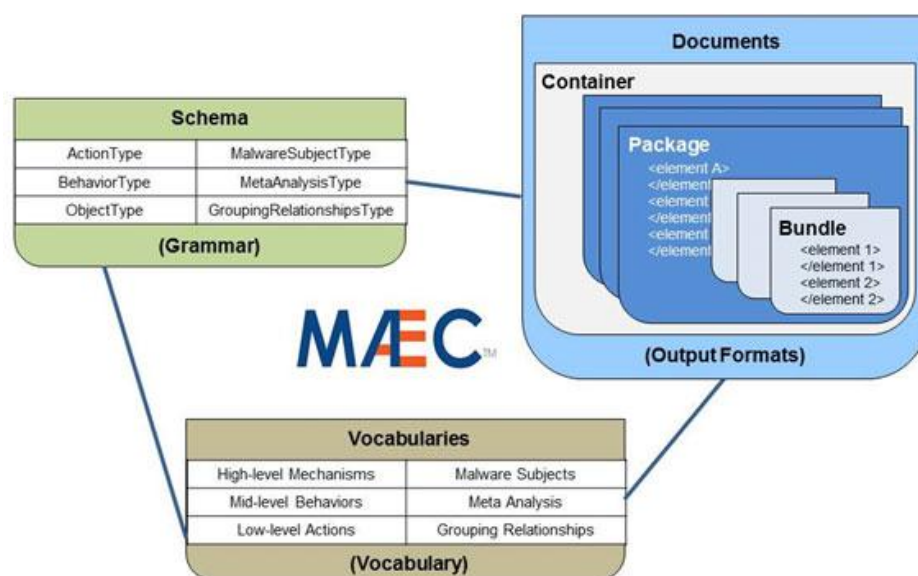 Documents
Container
Package
<element A>
</element
<element
</element
<element
</element
Bundle
<element 1>
</element 1>
<element 2>
</element 2>
(Output Formats)
Schema
ActionType MalwareSubjectType
BehaviorType MetaAnalysisType
ObjectType GroupingRelationshipsType
(Grammar)
MAEC™
Vocabularies
High-level Mechanisms Malware Subjects
Mid-level Behaviors Meta Analysis
Low-level Actions Grouping Relationships
(Vocabulary)